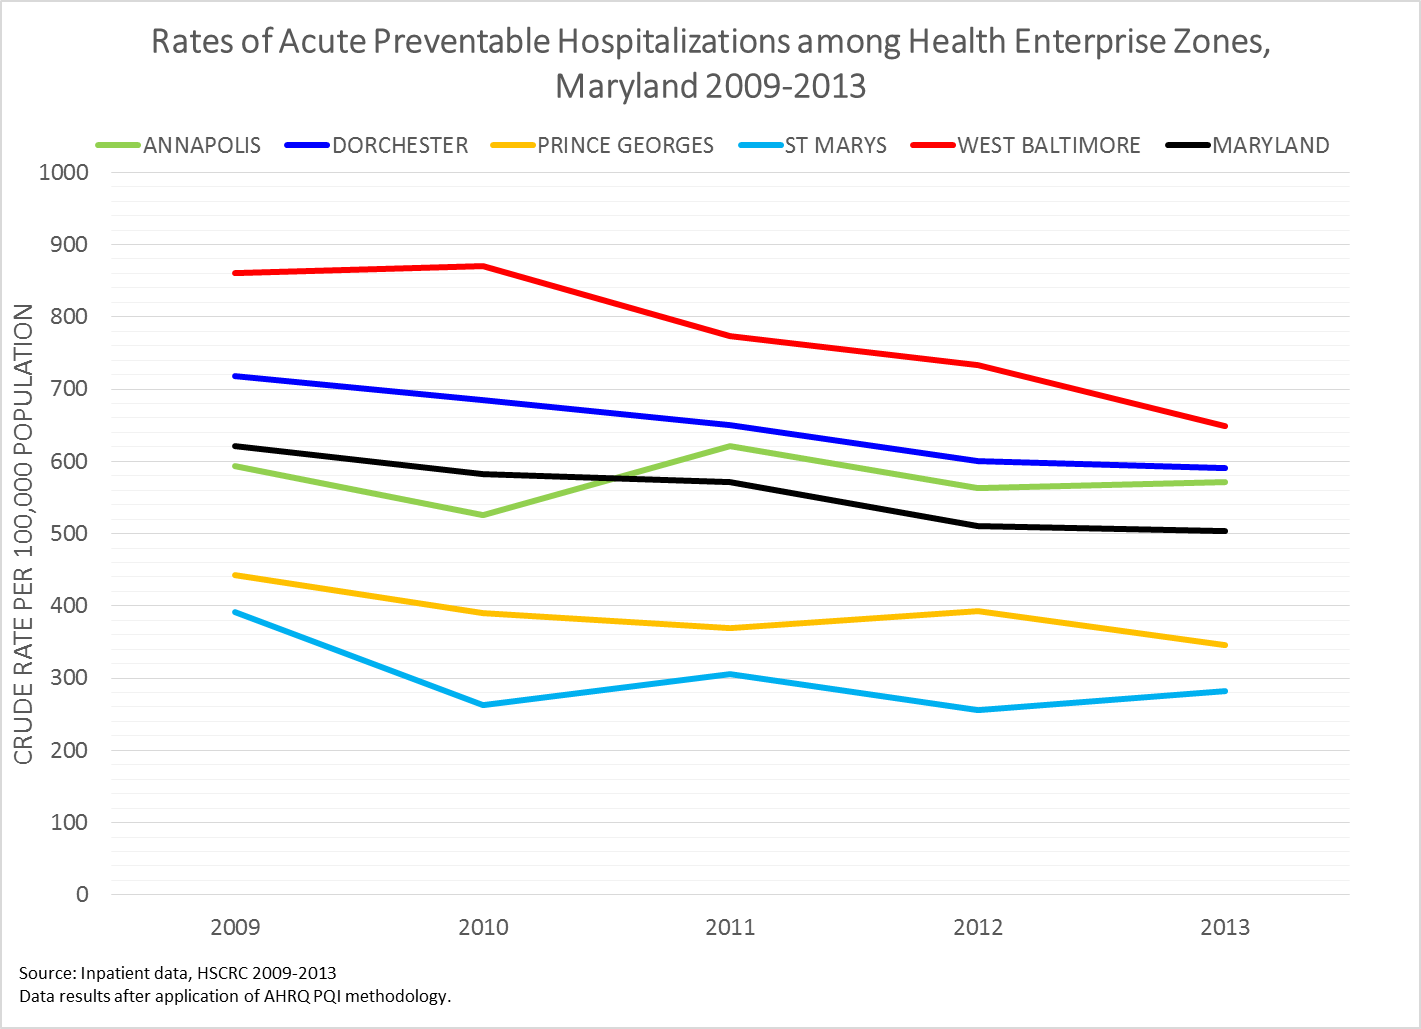 Rates of Acute Preventable Hospitalizations among Health Enterprise Zones,
Maryland 2009-2013
ANNAPOLIS DORCHESTER PRINCE GEORGES ST MARYS WEST BALTIMORE MARYLAND
CRUDE RATE PER 100,000 POPULATION
1000
900
800
700
600
500
400
300
200
100
0
2009 2010 2011 2012 2013
Source: Inpatient data, HSCRC 2009-2013
Data results after application of AHRQ PQI methodology.